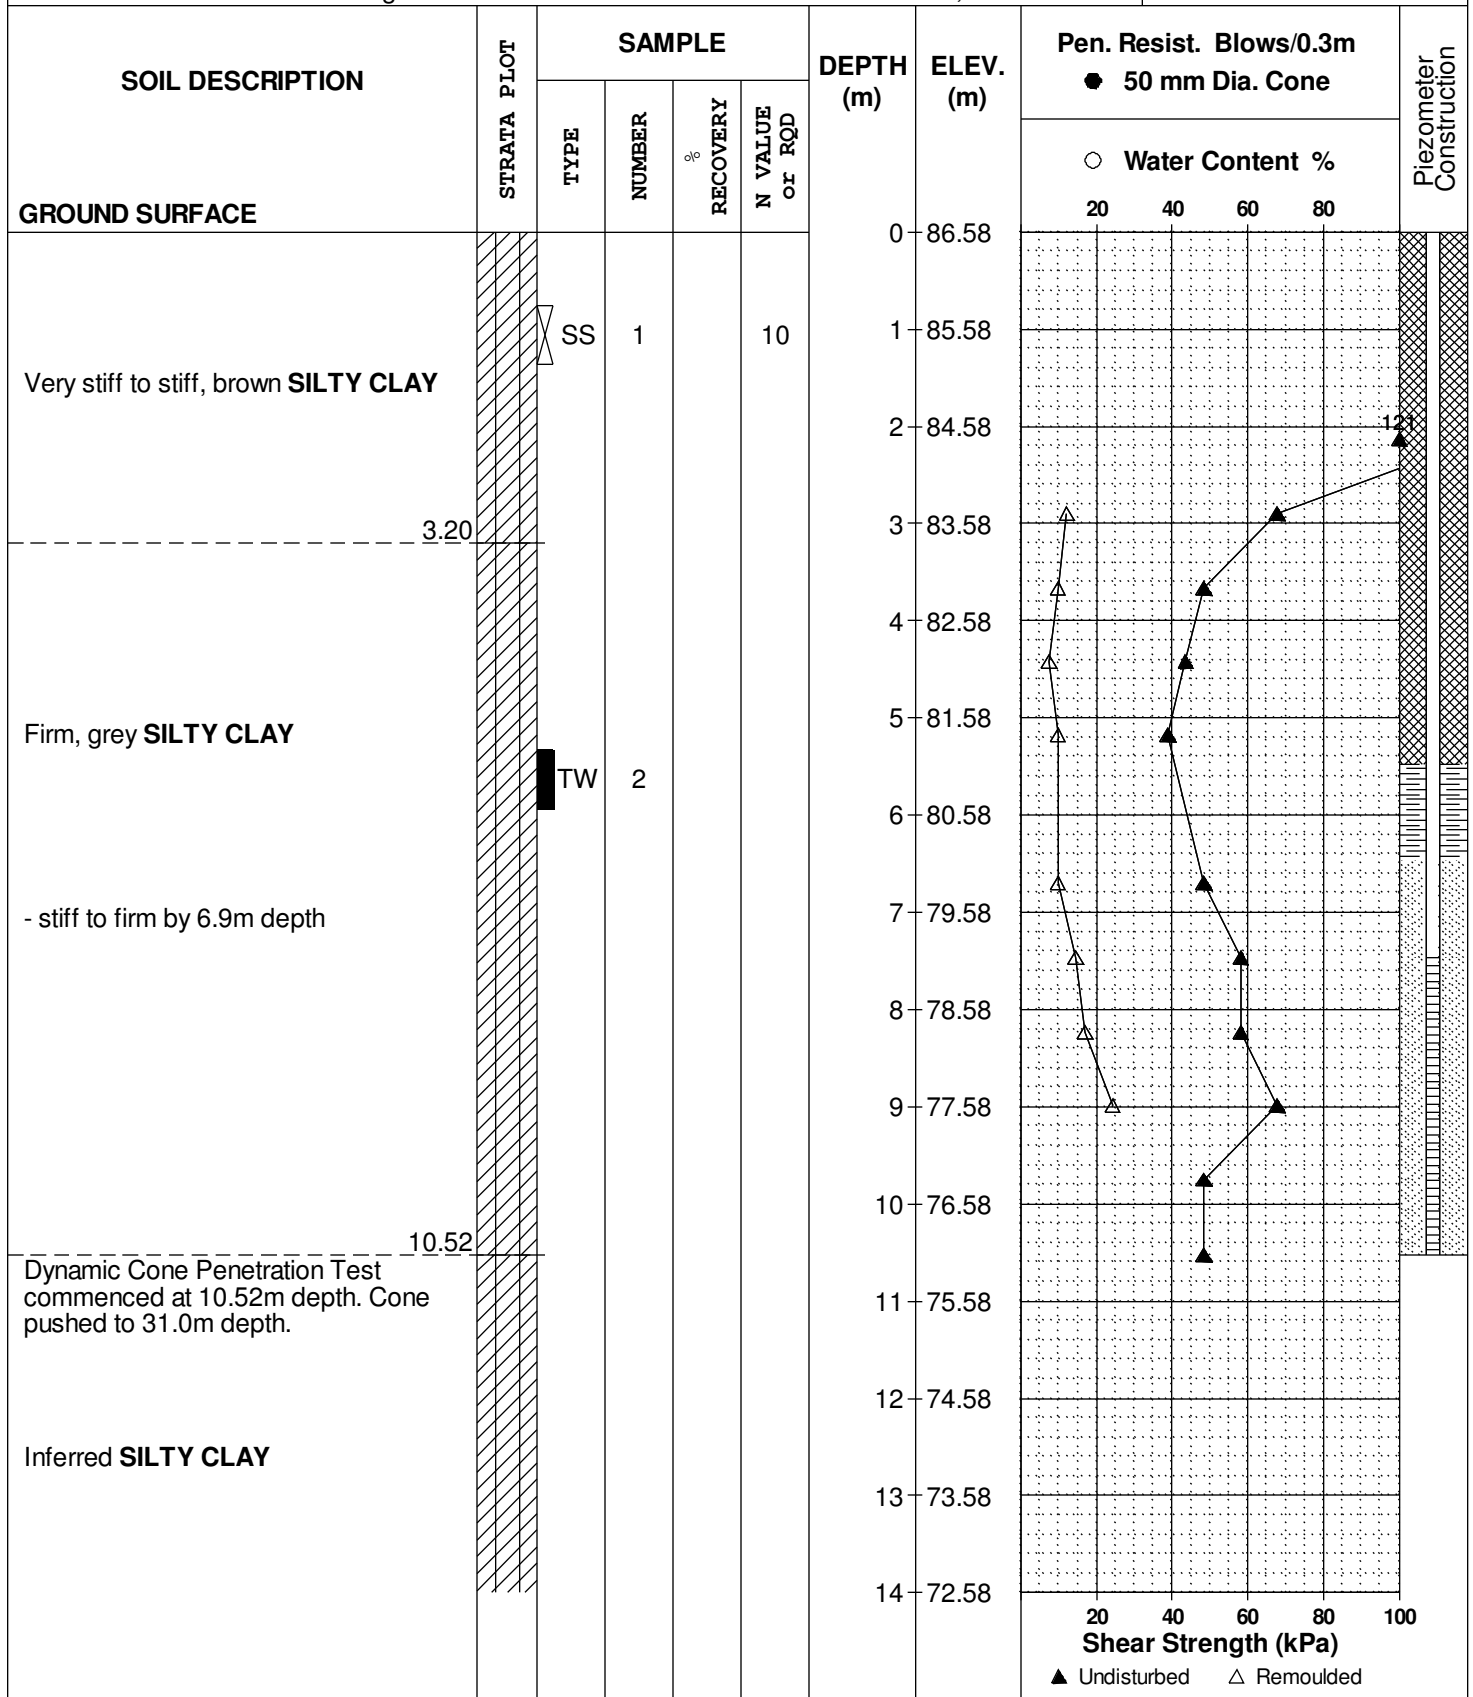 SOIL DESCRIPTION
GROUND SURFACE
STRATA PLOT
SAMPLE
TYPE
NUMBER
%
RECOVERY
N VALUE
or RQD
DEPTH
(m)
ELEV.
(m)
Pen. Resist. Blows/0.3m
50 mm Dia. Cone
Water Content %
20 40 60 80
Piezometer
Construction
0 86.58
SS 1 10
1 85.58
Very stiff to stiff, brown SILTY CLAY
121
2 84.58
3.20
3 83.58
4 82.58
5 81.58
Firm, grey SILTY CLAY
TW 2
6 80.58
- stiff to firm by 6.9m depth
7 79.58
8 78.58
9 77.58
10 76.58
10.52
Dynamic Cone Penetration Test
commenced at 10.52m depth. Cone
pushed to 31.0m depth.
11 75.58
12 74.58
Inferred SILTY CLAY
13 73.58
14 72.58
20 40 60 80 100
Shear Strength (kPa)
Undisturbed Remoulded